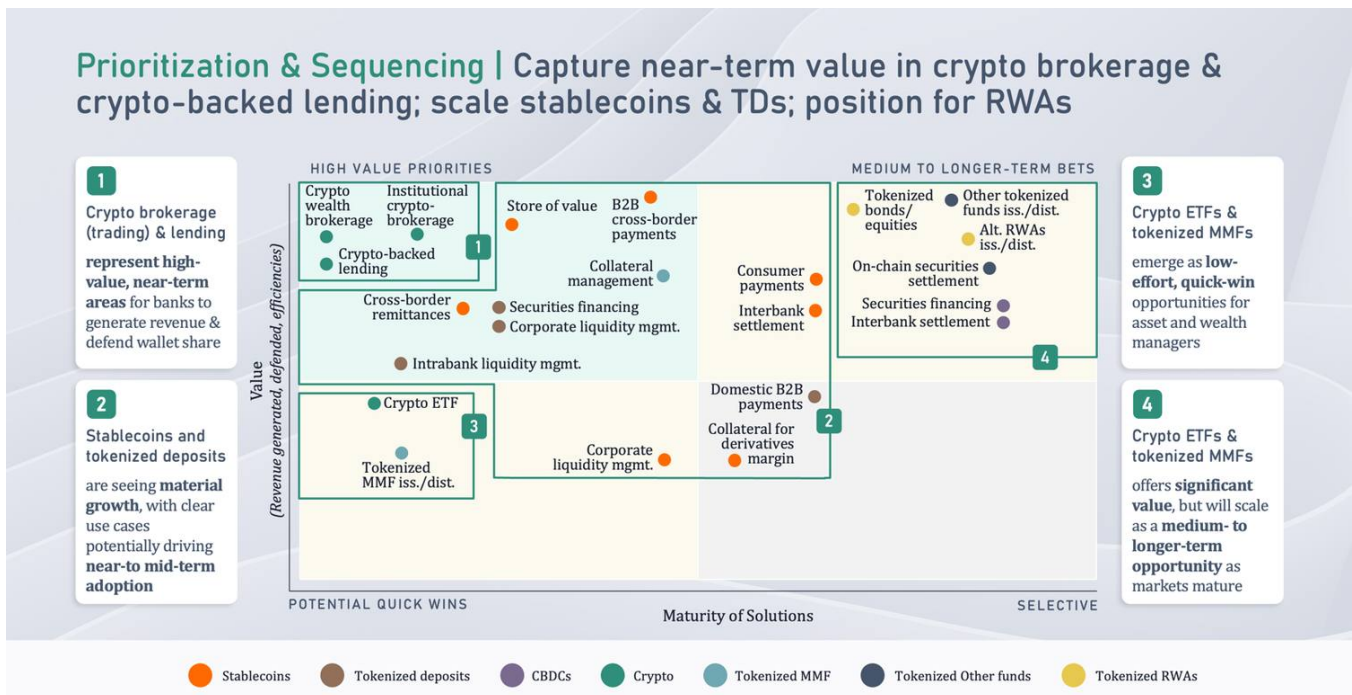 Prioritization & Sequencing | Capture near-term value in crypto brokerage &
crypto-backed lending; scale stablecoins & TDs; position for RWAs
1
Crypto brokerage
(trading) & lending
represent high-
value, near-term
areas for banks to
generate revenue &
defend wallet share
2
Stablecoins and
tokenized deposits
are seeing material
growth, with clear
use cases
potentially driving
near-to mid-term
adoption
HIGH VALUE PRIORITIES
MEDIUM TO LONGER-TERM BETS
Value
(Revenue generated, defended, efficiencies)
Crypto
wealth
brokerage
Institutional
crypto-
brokerage
Crypto-backed
lending
1
Store of value
B2B
cross-border
payments
Collateral
management
Cross-border
remittances
Securities financing
Corporate liquidity mgmt.
Intrabank liquidity mgmt.
Consumer
payments
Interbank
settlement
Tokenized
bonds/
equities
Other tokenized
funds iss./dist.
Alt. RWAs
iss./dist.
On-chain securities
settlement
Securities financing
Interbank settlement
4
Crypto ETF
3
Tokenized
MMF iss./dist.
Corporate
liquidity mgmt.
Domestic B2B
payments
Collateral for
derivatives
margin
2
POTENTIAL QUICK WINS
Maturity of Solutions
SELECTIVE
3
Crypto ETFs &
tokenized MMFs
emerge as low-
effort, quick-win
opportunities for
asset and wealth
managers
4
Crypto ETFs &
tokenized MMFs
offers significant
value, but will scale
as a medium- to
longer-term
opportunity as
markets mature
Stablecoins
Tokenized deposits
CBDCs
Crypto
Tokenized MMF
Tokenized Other funds
Tokenized RWAs